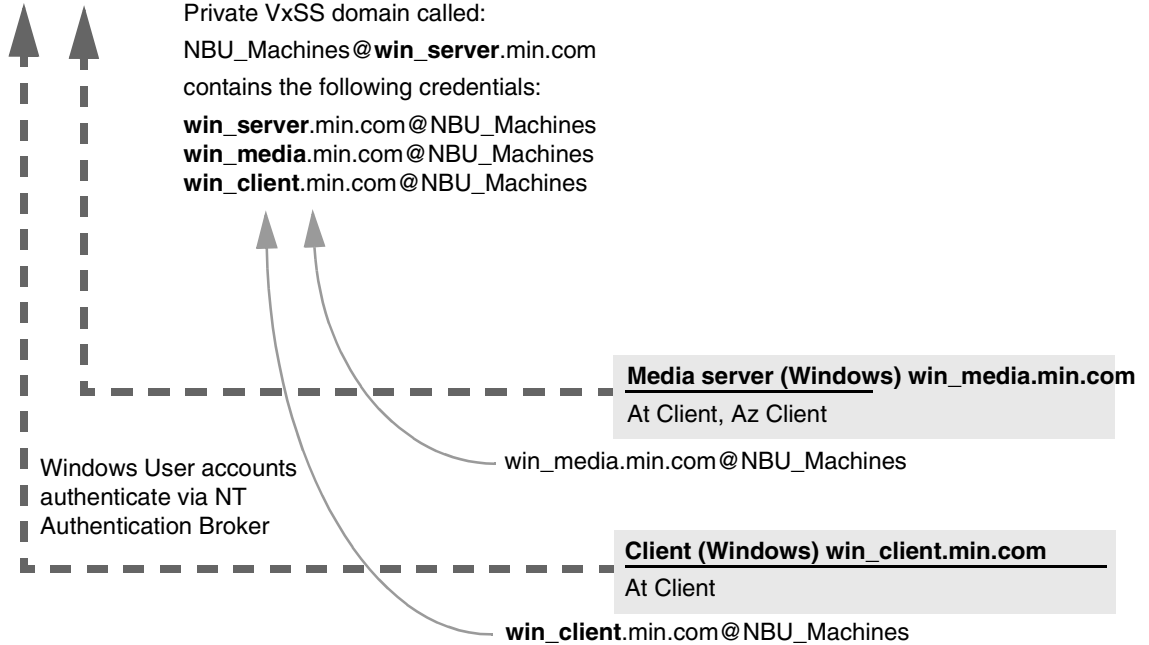 Private VxSS domain called:
NBU_Machines@win_server.min.com
contains the following credentials:
win_server.min.com@NBU_Machines
win_media.min.com@NBU_Machines
win_client.min.com@NBU_Machines
Media server (Windows) win_media.min.com
At Client, Az Client
win_media.min.com@NBU_Machines
Windows User accounts
authenticate via NT
Authentication Broker
Client (Windows) win_client.min.com
At Client
win_client.min.com@NBU_Machines